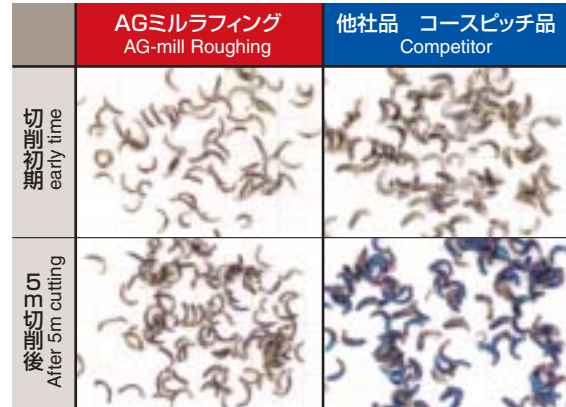 AGミルラフィング
AG-mill Roughing
他社品　コースピッチ品
Competitor
切削初期
early time
5m切削後
After 5m cutting